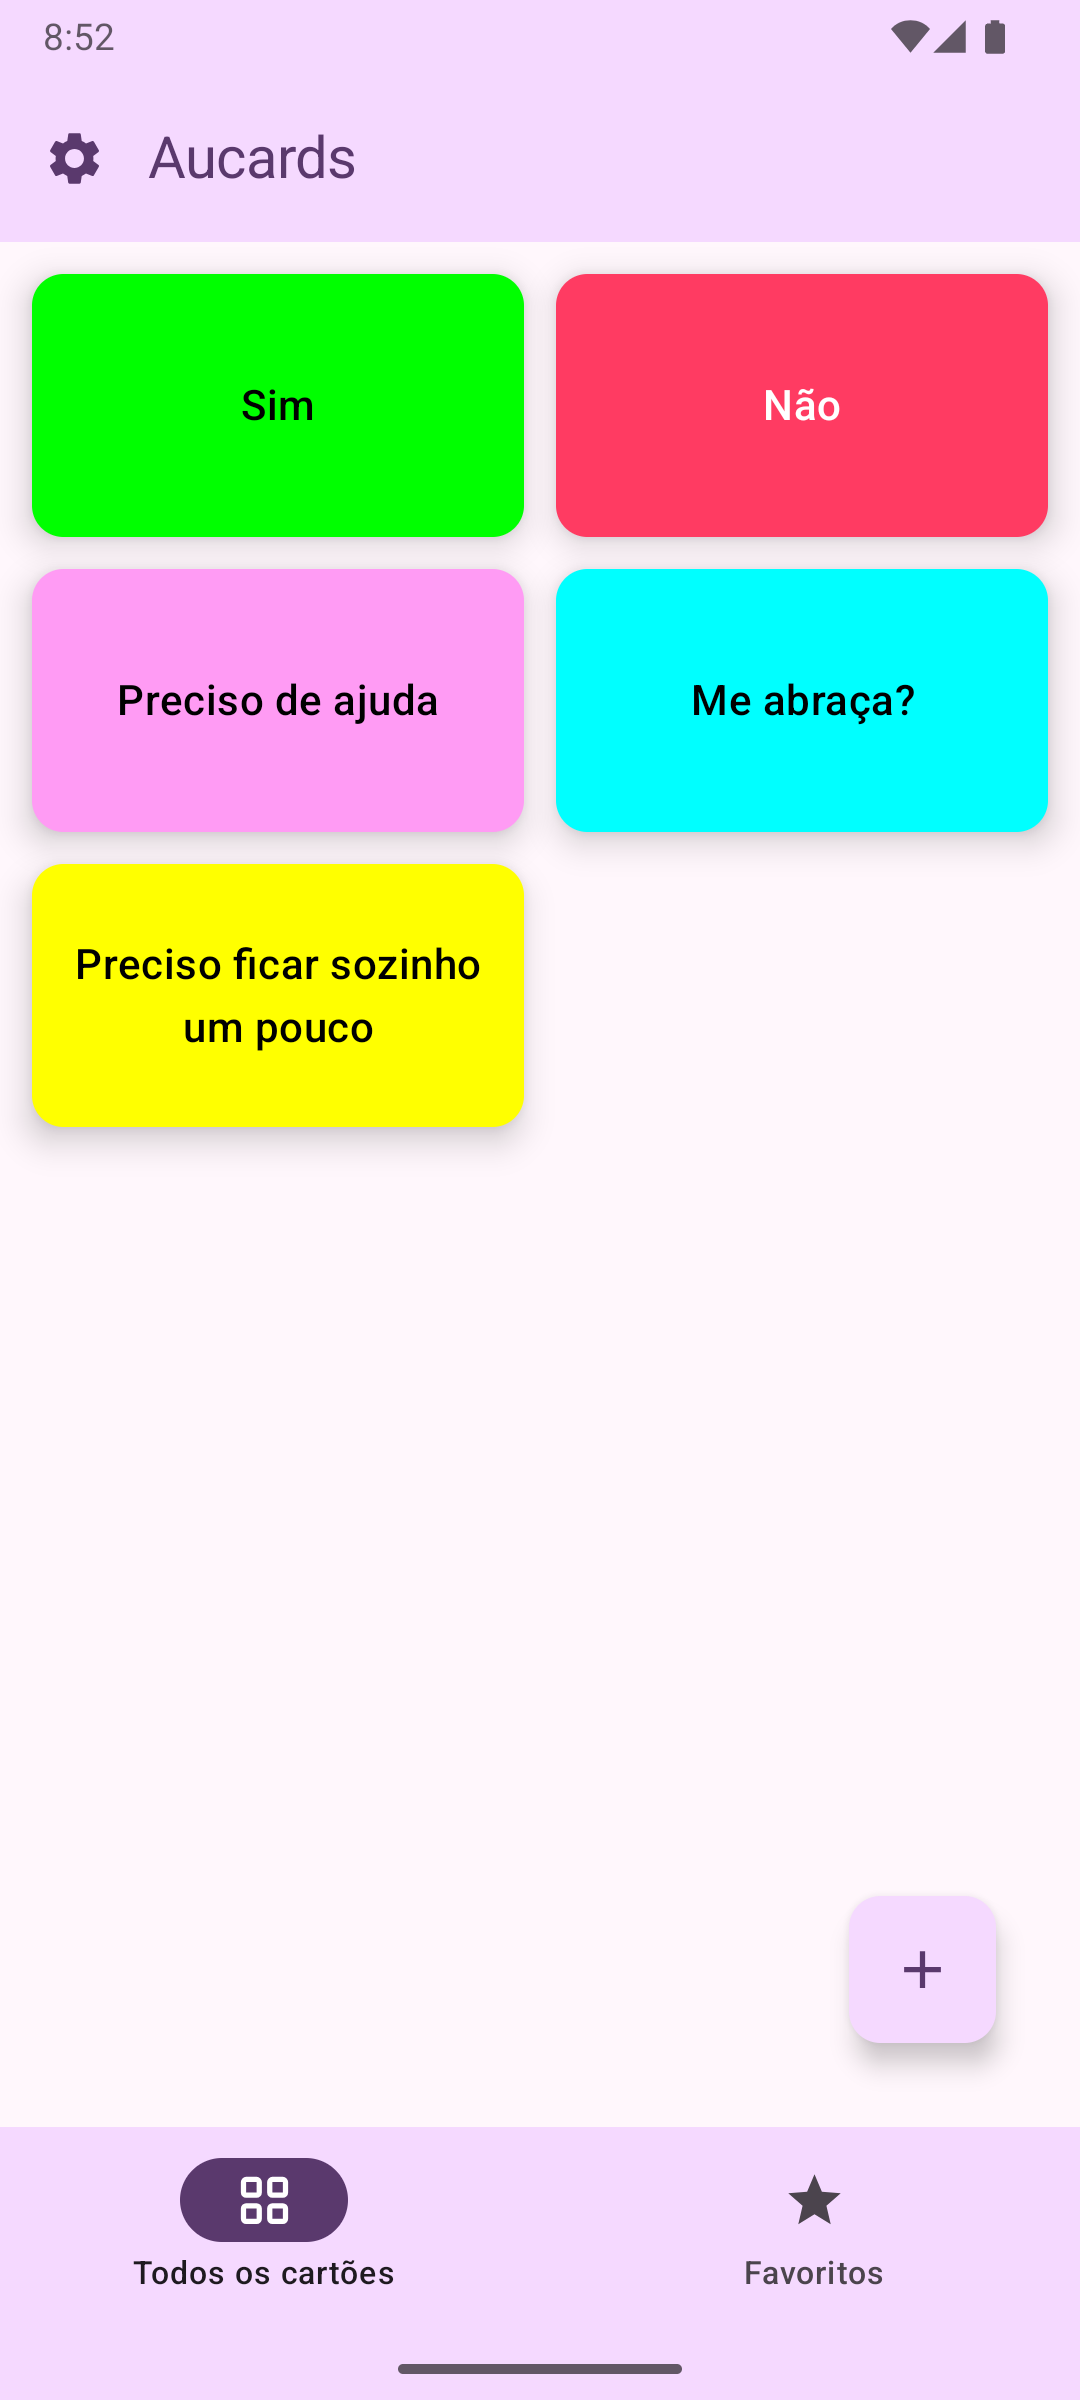 8:52
Aucards
Sim
Não
Preciso de ajuda
Me abraça?
Preciso ficar sozinho
um pouco
Todos os cartões
Favoritos